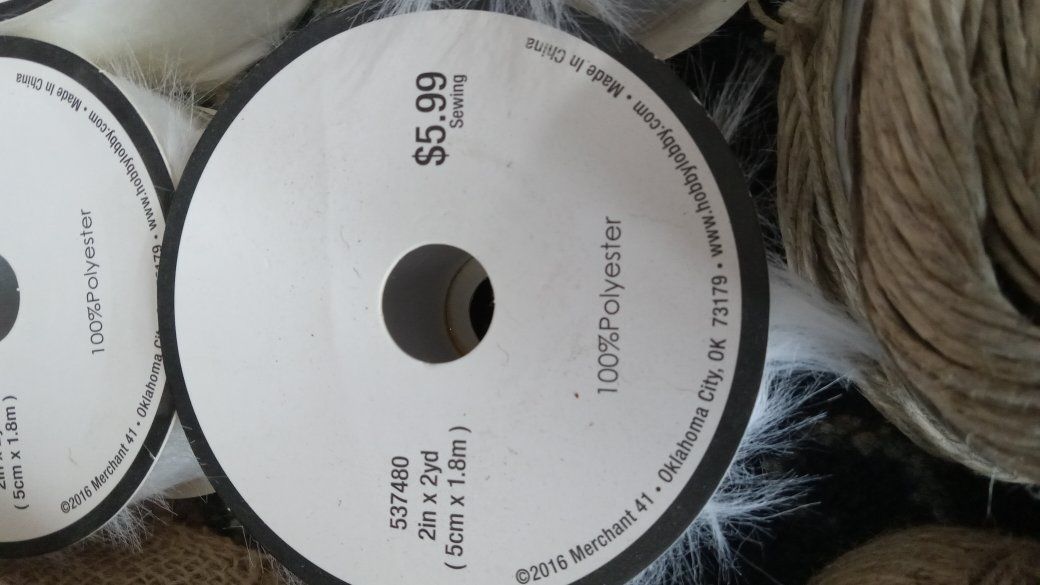 $5.99
Sewing
537480
2in x 2yd
( 5cm x 1.8m )
100%Polyester
©2016 Merchant 41 • Oklahoma City, OK 73179 • www.hobbylobby.com • Made In China
( 5cm x 1.8m )
100%Polyester
©2016 Merchant 41 • Oklahoma 73179 • www.hobbylobby.com • Made In China